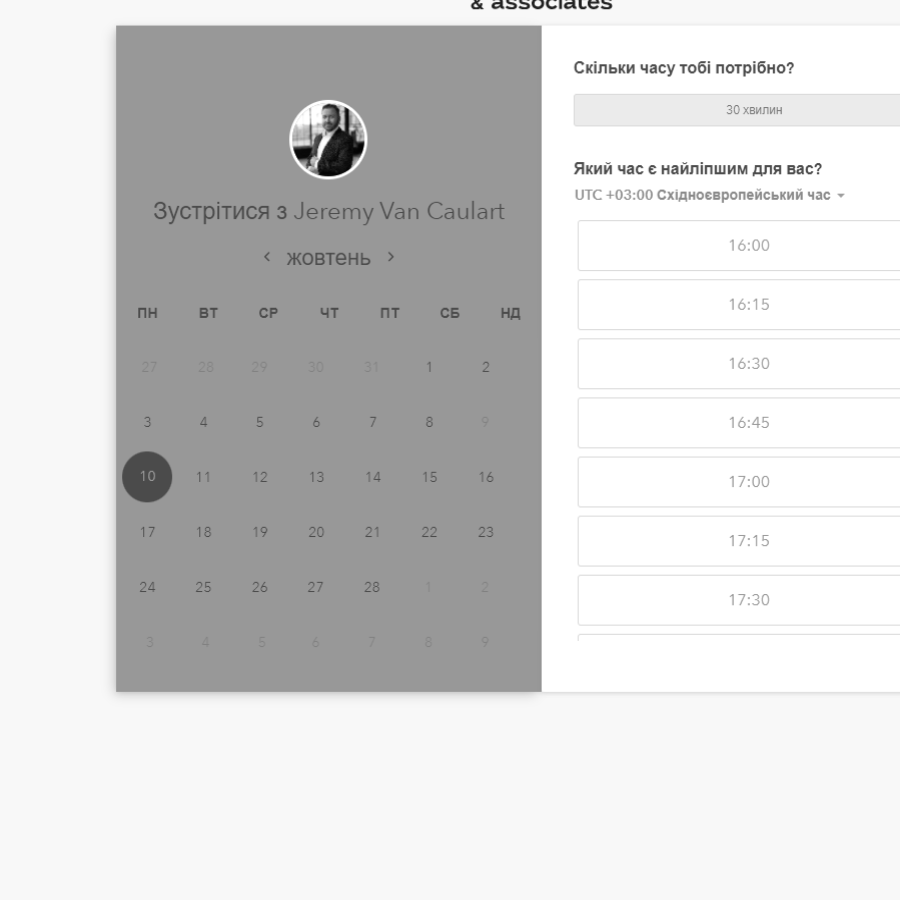 & associates
Зустрітися з Jeremy Van Caulart
жовтень
ПН ВТ СР ЧТ ПТ СБ НД
27 28 29 30 31 1 2
3 4 5 6 7 8 9
10 11 12 13 14 15 16
17 18 19 20 21 22 23
24 25 26 27 28 1 2
3 4 5 6 7 8 9
Скільки часу тобі потрібно?
30 хвилин
Який час є найліпшим для вас?
UTC +03:00 Східноєвропейський час
16:00
16:15
16:30
16:45
17:00
17:15
17:30